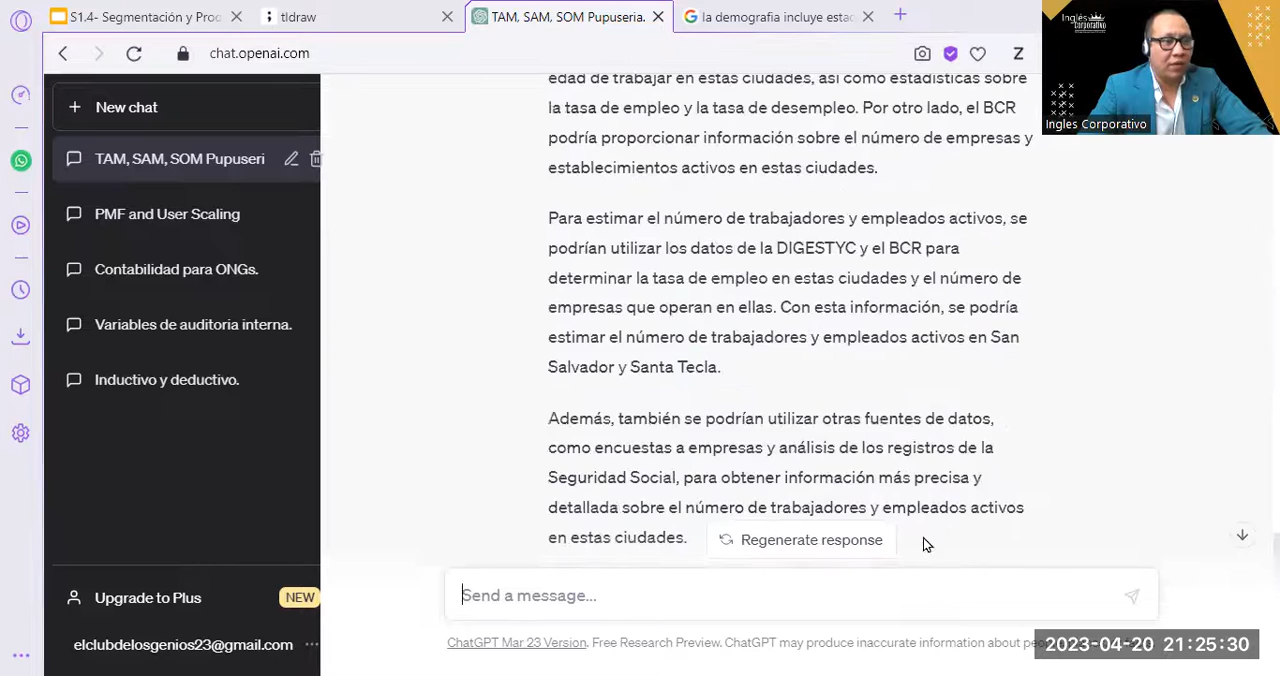 S1.4- Segmentación y Proc
tldraw
TAM, SAM, SOM Pupuseria.
la demografia incluye estad
chat.openai.com
Z
Inglés
Corporativo
Ingles Corporativo
New chat
TAM, SAM, SOM Pupuseri
PMF and User Scaling
Contabilidad para ONGs.
Variables de auditoria interna.
Inductivo y deductivo.
Upgrade to Plus
NEW
elclubdelosgenios23@gmail.com
edad de trabajar en estas ciudades, así como estadísticas sobre
la tasa de empleo y la tasa de desempleo. Por otro lado, el BCR
podría proporcionar información sobre el número de empresas y
establecimientos activos en estas ciudades.
Para estimar el número de trabajadores y empleados activos, se
podrían utilizar los datos de la DIGESTYC y el BCR para
determinar la tasa de empleo en estas ciudades y el número de
empresas que operan en ellas. Con esta información, se podría
estimar el número de trabajadores y empleados activos en San
Salvador y Santa Tecla.
Además, también se podrían utilizar otras fuentes de datos,
como encuestas a empresas y análisis de los registros de la
Seguridad Social, para obtener información más precisa y
detallada sobre el número de trabajadores y empleados activos
en estas ciudades.
Regenerate response
Send a message...
ChatGPT Mar 23 Version. Free Research Preview. ChatGPT may produce inaccurate information about
2023-04-20 21:25:30